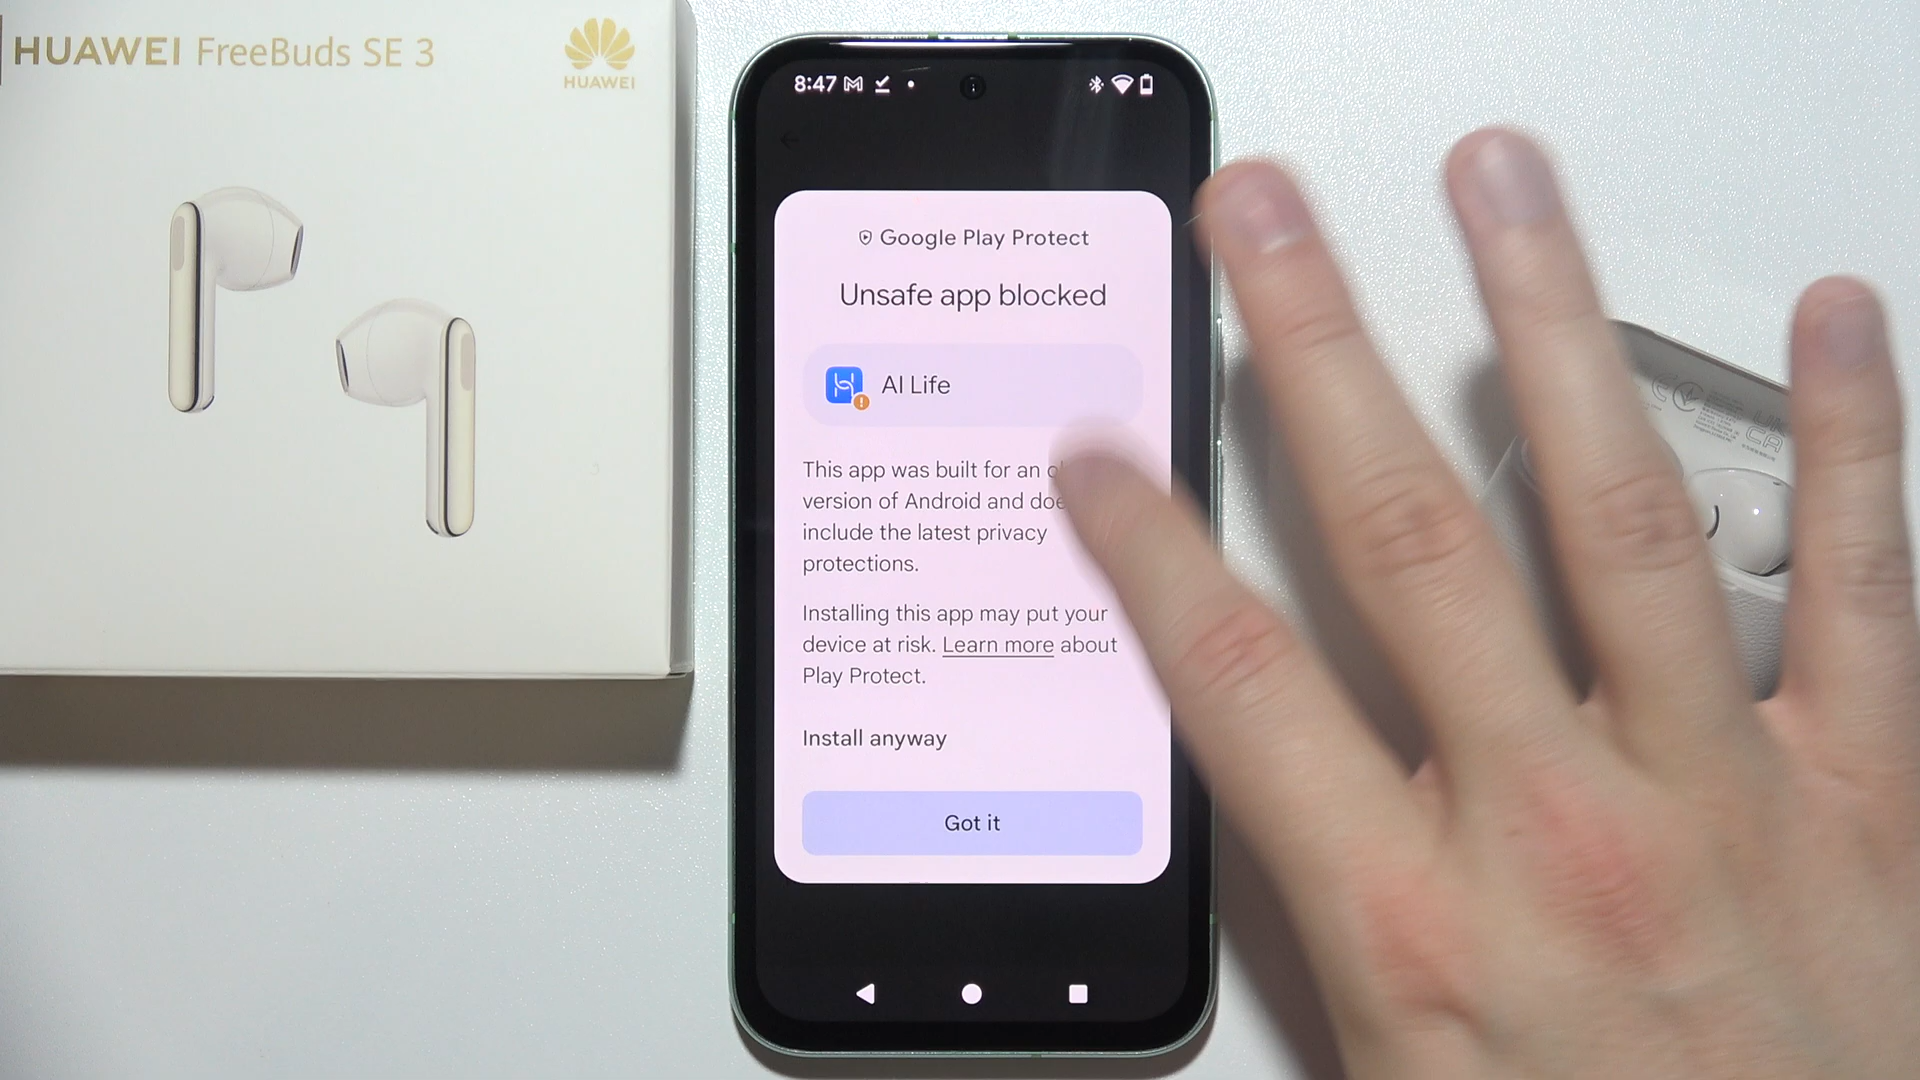 HUAWEI FreeBuds SE 3
HUAWEI
8:47
Google Play Protect
Unsafe app blocked
AI Life
This app was built for an
version of Android and
include the latest privacy
protections.
Installing this app may put your
device at risk. Learn more about
Play Protect.
Install anyway
Got it
UK
CA